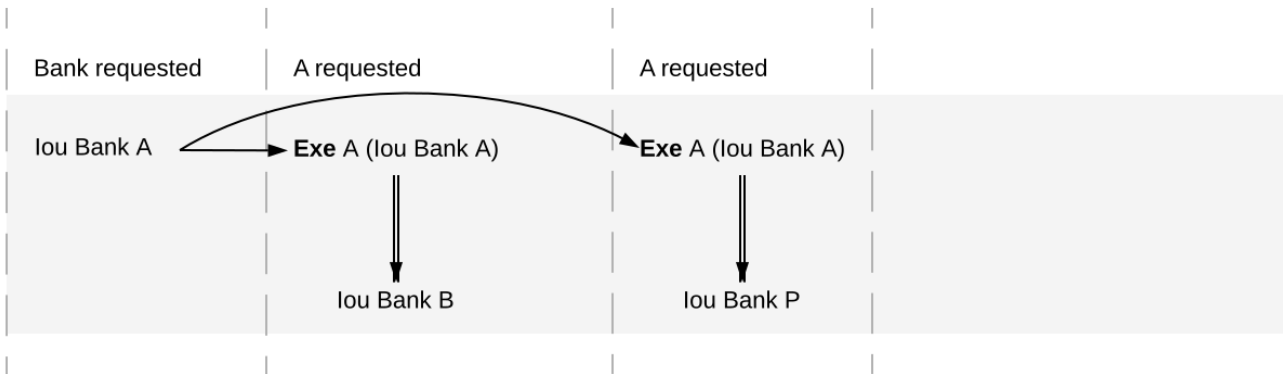 Bank requested
A requested
A requested
Iou Bank A
Exe A (Iou Bank A)
Exe A (Iou Bank A)
Iou Bank B
Iou Bank P